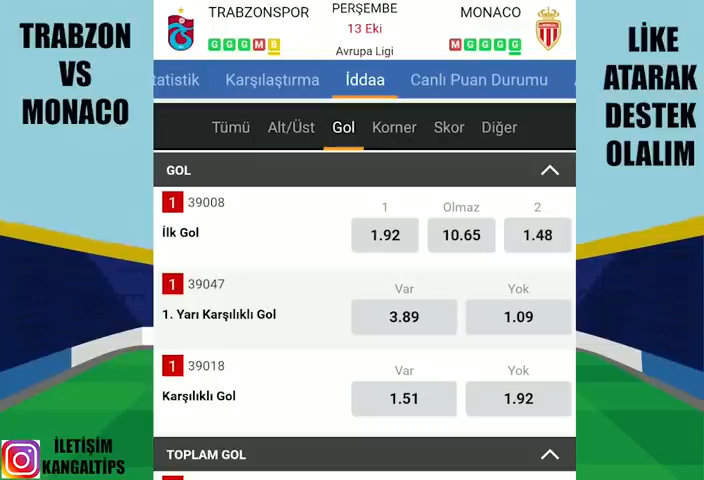 TRABZON
VS
MONACO
TRABZONSPOR
G G G M B
PERŞEMBE
13 Eki
Avrupa Ligi
MONACO
M G G G G
LİKE
ATARAK
DESTEK
OLALIM
tatistik Karşılaştırma İddaa Canlı Puan Durumu
Tümü Alt/Üst Gol Korner Skor Diğer
GOL
1 39008
İlk Gol
1 Olmaz 2
1.92 10.65 1.48
1 39047
1. Yarı Karşılıklı Gol
Var Yok
3.89 1.09
1 39018
Karşılıklı Gol
Var Yok
1.51 1.92
TOPLAM GOL
İLETİŞİM
KANGALTİPS